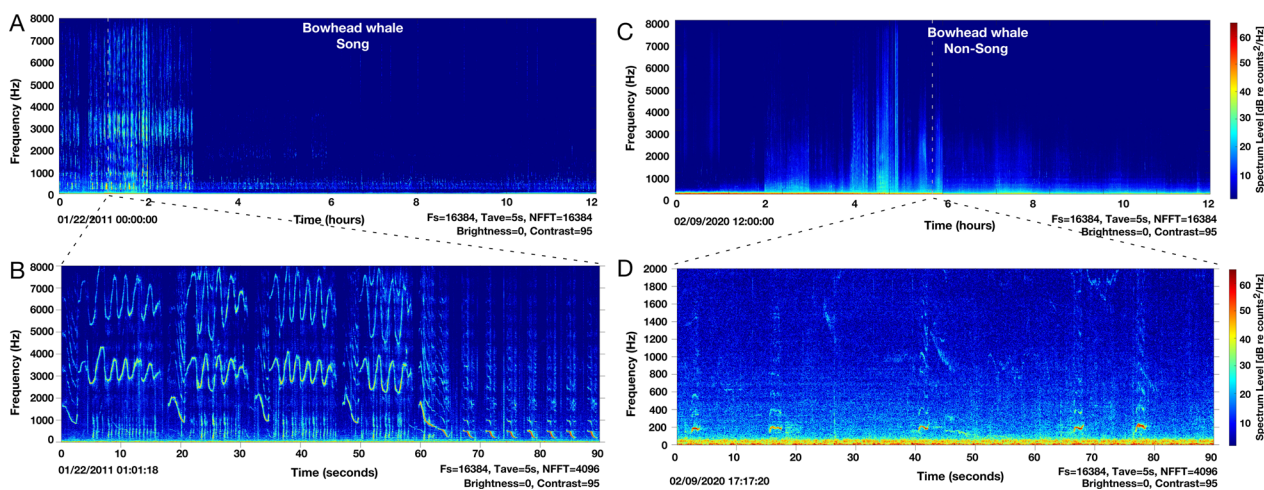 A
Bowhead whale
Song
Frequency (Hz)
8000
7000
6000
5000
4000
3000
2000
1000
0
0 2 4 6 8 10 12
01/22/2011 00:00:00
Time (hours)
Fs=16384, Tave=5s, NFFT=16384
Brightness=0, Contrast=95
C
Bowhead whale
Non-Song
Frequency (Hz)
8000
7000
6000
5000
4000
3000
2000
1000
0
0 2 4 6 8 10 12
02/09/2020 12:00:00
Time (hours)
Fs=16384, Tave=5s, NFFT=16384
Brightness=0, Contrast=95
60
50
40
30
20
10
Spectrum Level [dB re counts²/Hz]
B
Frequency (Hz)
8000
7000
6000
5000
4000
3000
2000
1000
0
0 10 20 30 40 50 60 70 80 90
01/22/2011 01:01:18
Time (seconds)
Fs=16384, Tave=5s, NFFT=4096
Brightness=0, Contrast=95
D
Frequency (Hz)
2000
1800
1600
1400
1200
1000
800
600
400
200
0
0 10 20 30 40 50 60 70 80 90
02/09/2020 17:17:20
Time (seconds)
Fs=16384, Tave=5s, NFFT=4096
Brightness=0, Contrast=95
60
50
40
30
20
10
Spectrum Level [dB re counts²/Hz]